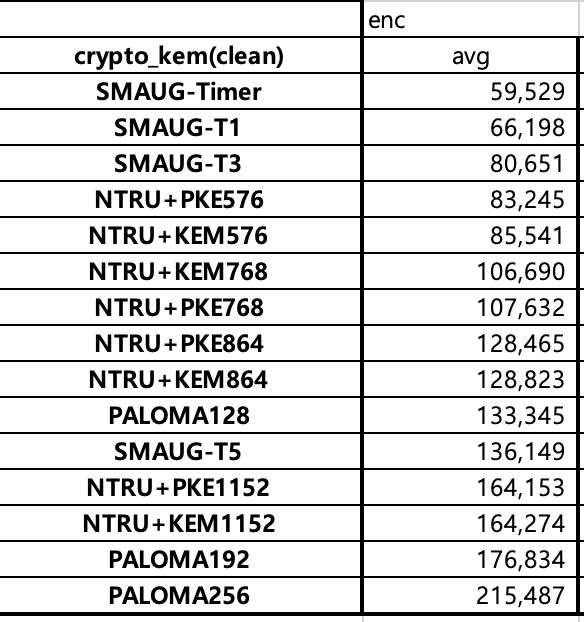 enc
crypto_kem(clean) avg
SMAUG-Timer 59,529
SMAUG-T1 66,198
SMAUG-T3 80,651
NTRU+PKE576 83,245
NTRU+KEM576 85,541
NTRU+KEM768 106,690
NTRU+PKE768 107,632
NTRU+PKE864 128,465
NTRU+KEM864 128,823
PALOMA128 133,345
SMAUG-T5 136,149
NTRU+PKE1152 164,153
NTRU+KEM1152 164,274
PALOMA192 176,834
PALOMA256 215,487